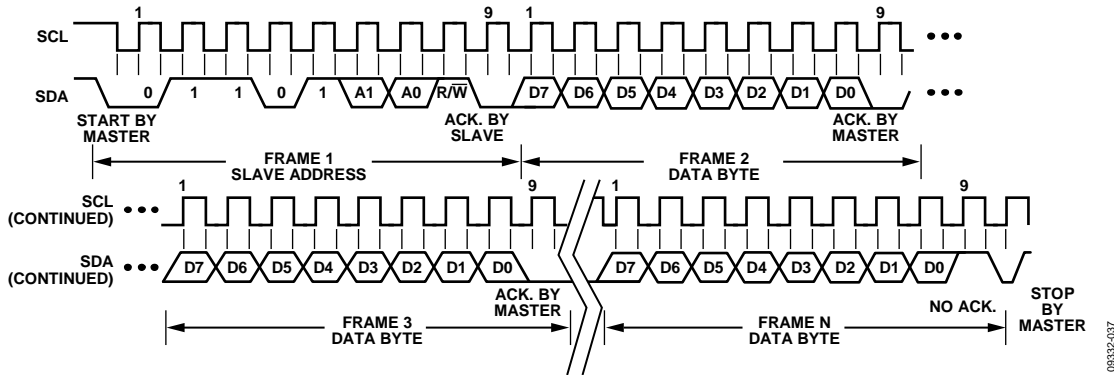 1 9 1 9
SCL
SDA 0 1 1 0 1 A1 A0 R/W̅ D7 D6 D5 D4 D3 D2 D1 D0
START BY MASTER
ACK. BY SLAVE
ACK. BY MASTER
FRAME 1
SLAVE ADDRESS
FRAME 2
DATA BYTE
1 9 1 9
SCL
(CONTINUED)
SDA
(CONTINUED) D7 D6 D5 D4 D3 D2 D1 D0 D7 D6 D5 D4 D3 D2 D1 D0
ACK. BY
MASTER
NO ACK.
STOP
BY
MASTER
FRAME 3
DATA BYTE
FRAME N
DATA BYTE
09332-037